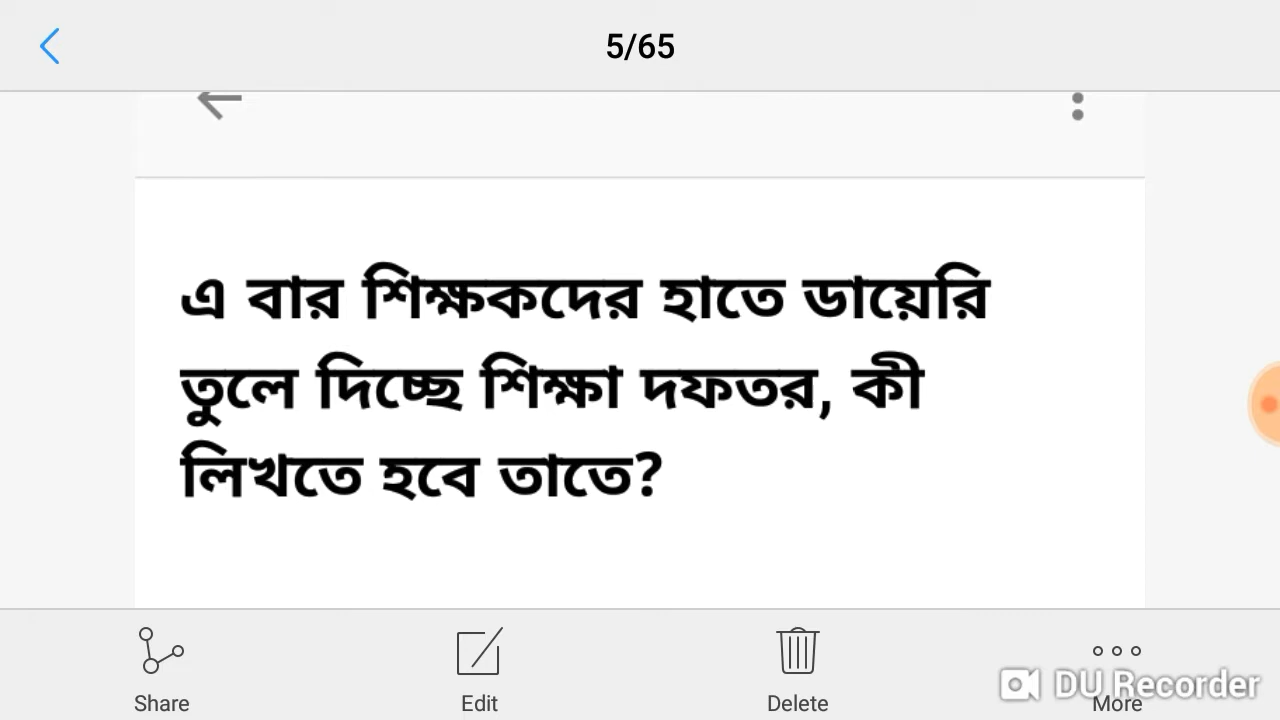 5/65
এ বার শিক্ষকদের হাতে ডায়েরি
তুলে দিচ্ছে শিক্ষা দফতর, কী
লিখতে হবে তাতে?
Share Edit Delete More
DU Recorder